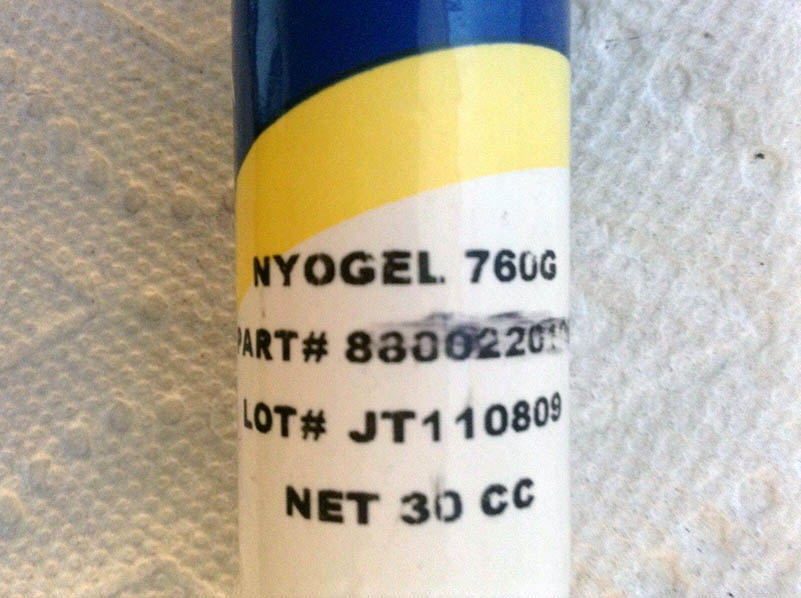 NYOGEL 760G
PART#
LOT# JT110809
NET 30 CC